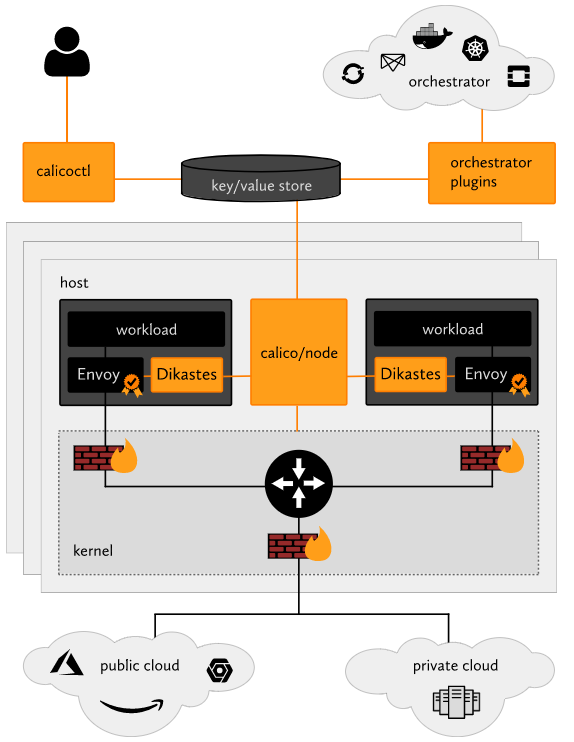 orchestrator
calicoctl
key/value store
orchestrator
plugins
host
workload
calico/node
workload
Envoy
Dikastes
Dikastes
Envoy
kernel
public cloud
private cloud